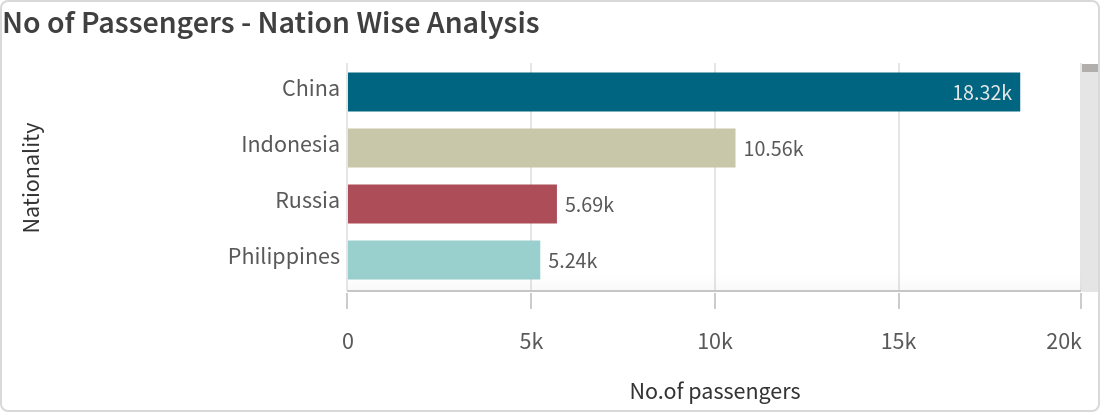 No of Passengers - Nation Wise Analysis
Nationality
China
18.32k
Indonesia
10.56k
Russia
5.69k
Philippines
5.24k
0 5k 10k 15k 20k
No.of passengers